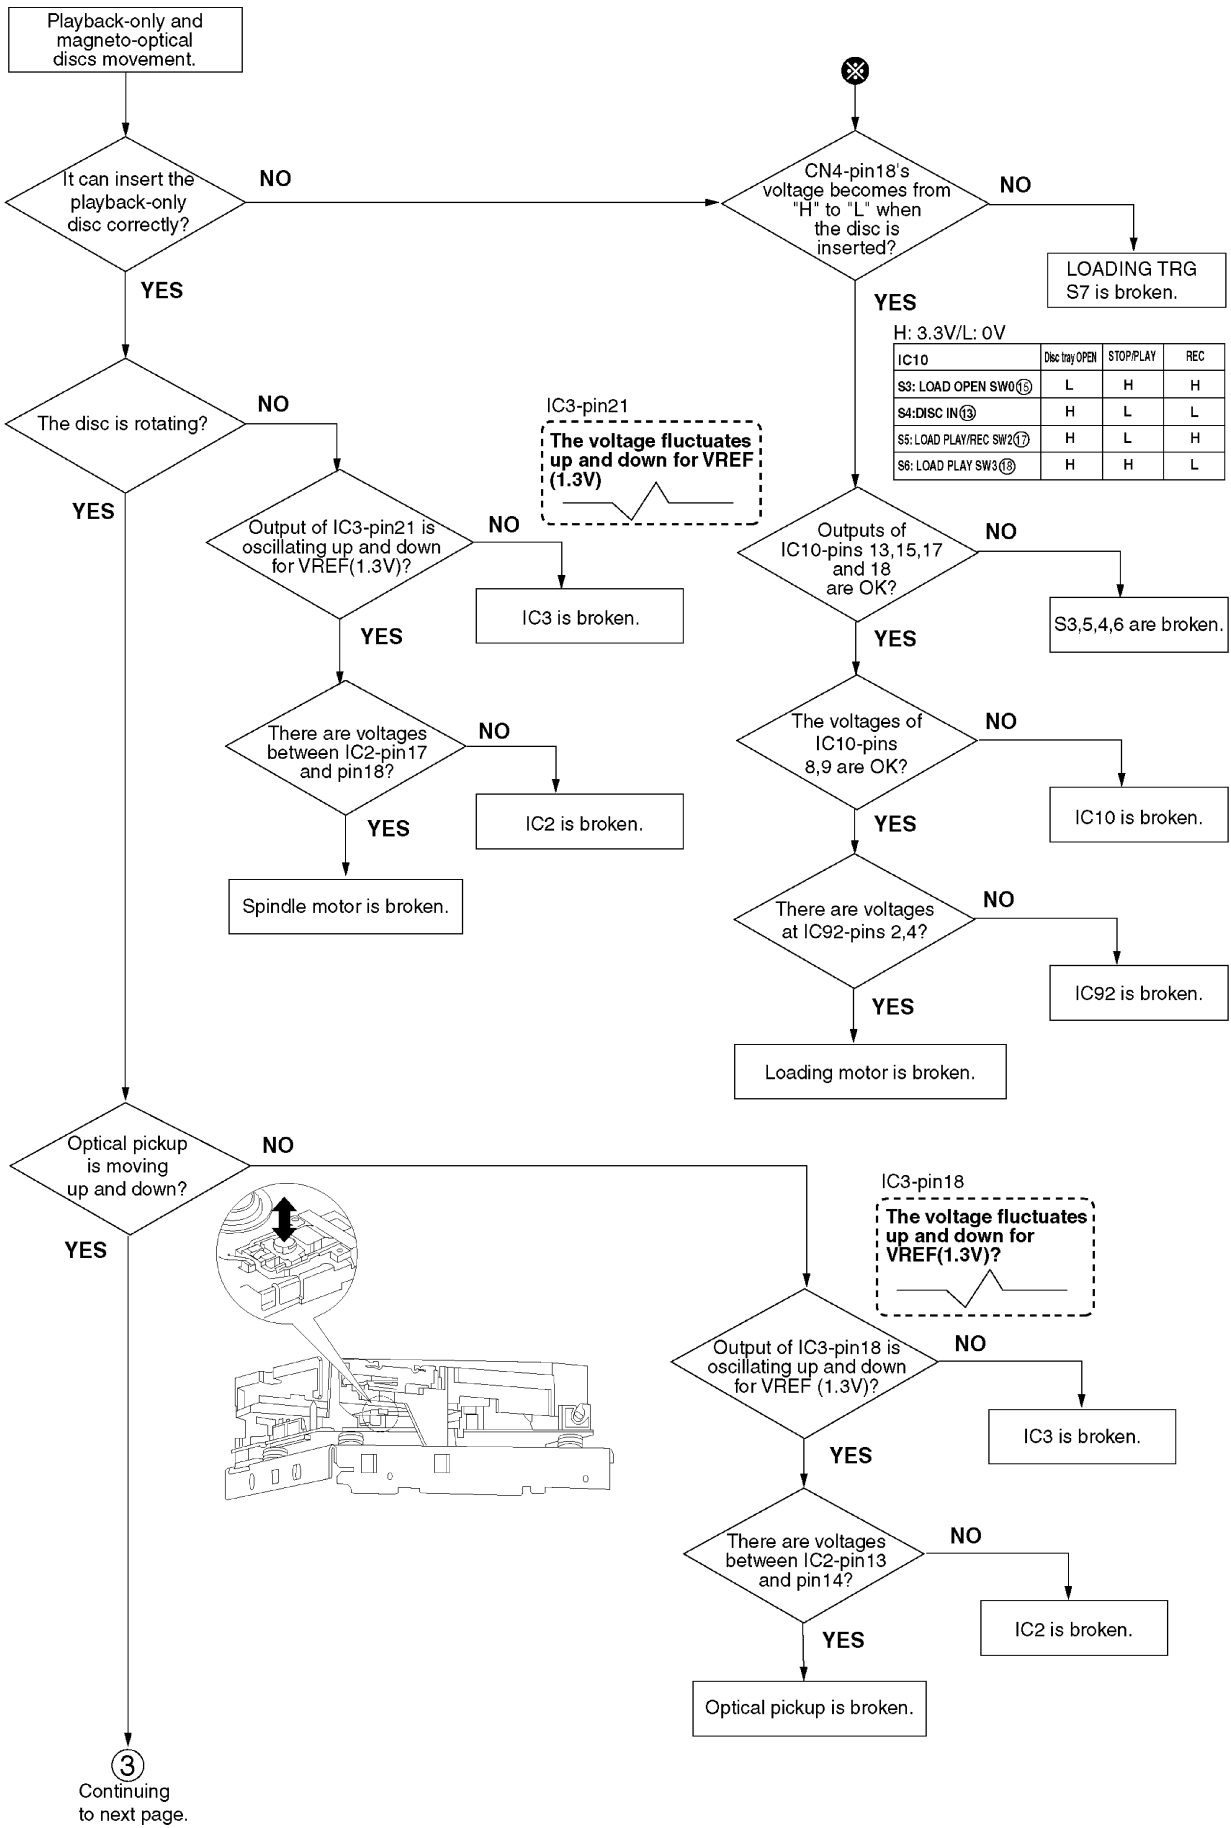 Playback-only and
magneto-optical
discs movement.
※
It can insert the
playback-only
disc correctly?
NO
YES
CN4-pin18's
voltage becomes from
"H" to "L" when
the disc is
inserted?
NO
LOADING TRG
S7 is broken.
YES
H: 3.3V/L: 0V
IC10 Disc tray OPEN STOP/PLAY REC
S3: LOAD OPEN SW0⑮ L H H
S4:DISC IN⑬ H L L
S5: LOAD PLAY/REC SW2⑰ H L H
S6: LOAD PLAY SW3⑱ H H L
The disc is rotating?
NO
YES
IC3-pin21
The voltage fluctuates
up and down for VREF
(1.3V)
Output of IC3-pin21 is
oscillating up and down
for VREF(1.3V)?
NO
IC3 is broken.
YES
There are voltages
between IC2-pin17
and pin18?
NO
IC2 is broken.
YES
Spindle motor is broken.
Outputs of
IC10-pins 13,15,17
and 18
are OK?
NO
S3,5,4,6 are broken.
YES
The voltages of
IC10-pins
8,9 are OK?
NO
IC10 is broken.
YES
There are voltages
at IC92-pins 2,4?
NO
IC92 is broken.
YES
Loading motor is broken.
Optical pickup
is moving
up and down?
NO
YES
IC3-pin18
The voltage fluctuates
up and down for
VREF(1.3V)?
Output of IC3-pin18 is
oscillating up and down
for VREF (1.3V)?
NO
IC3 is broken.
YES
There are voltages
between IC2-pin13
and pin14?
NO
IC2 is broken.
YES
Optical pickup is broken.
③
Continuing
to next page.